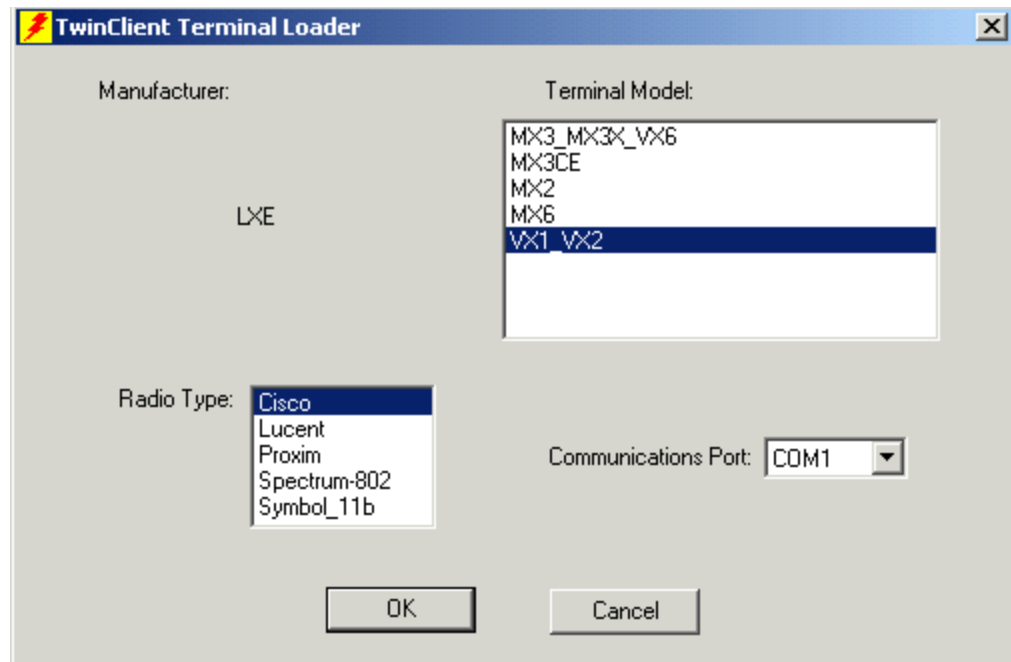 TwinClient Terminal Loader
Manufacturer:
Terminal Model:
LXE
MX3_MX3X_VX6
MX3CE
MX2
MX6
VX1_VX2
Radio Type:
Cisco
Lucent
Proxim
Spectrum-802
Symbol_11b
Communications Port: COM1
OK
Cancel